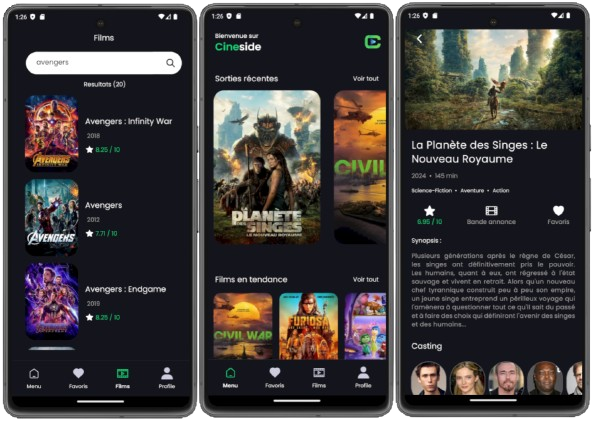 1:26
Films
avengers
Resultats (20)
Avengers : Infinity War
2018
8.25 / 10
AVENGERS
Avengers
2012
7.71 / 10
AVENGERS
Avengers : Endgame
2019
8.25 / 10
AVENGERS
Menu
Favoris
Films
Profile
1:26
Bienvenue sur
Cineside
Sorties récentes
Voir tout
PLANÈTE
DES
SINGES
LE NOUVEAU ROYAUME
CIVIL
Films en tendance
Voir tout
CIVIL WAR
FURIOSA
Menu
Favoris
Films
Profile
1:26
La Planète des Singes : Le
Nouveau Royaume
2024 • 145 min
Science-Fiction • Aventure • Action
6.95 / 10
Bande annonce
Favoris
Synopsis :
Plusieurs générations après le règne de César,
les singes ont définitivement pris le pouvoir.
Les humains, quant à eux, ont régressé à l'état
sauvage et vivent en retrait. Alors qu'un nouveau
chef tyrannique construit peu à peu son empire,
un jeune singe entreprend un périlleux voyage qui
l'amènera à questionner tout ce qu'il sait du passé
et à faire des choix qui définiront l'avenir des singes
et des humains...
Casting